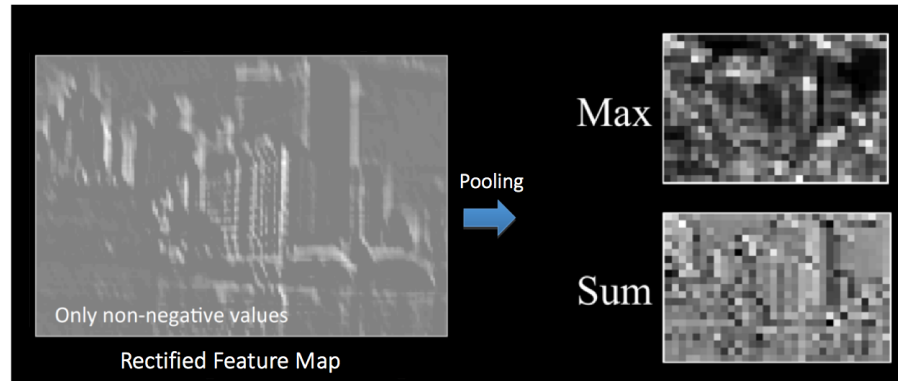 Max
Pooling
Sum
Only non-negative values
Rectified Feature Map